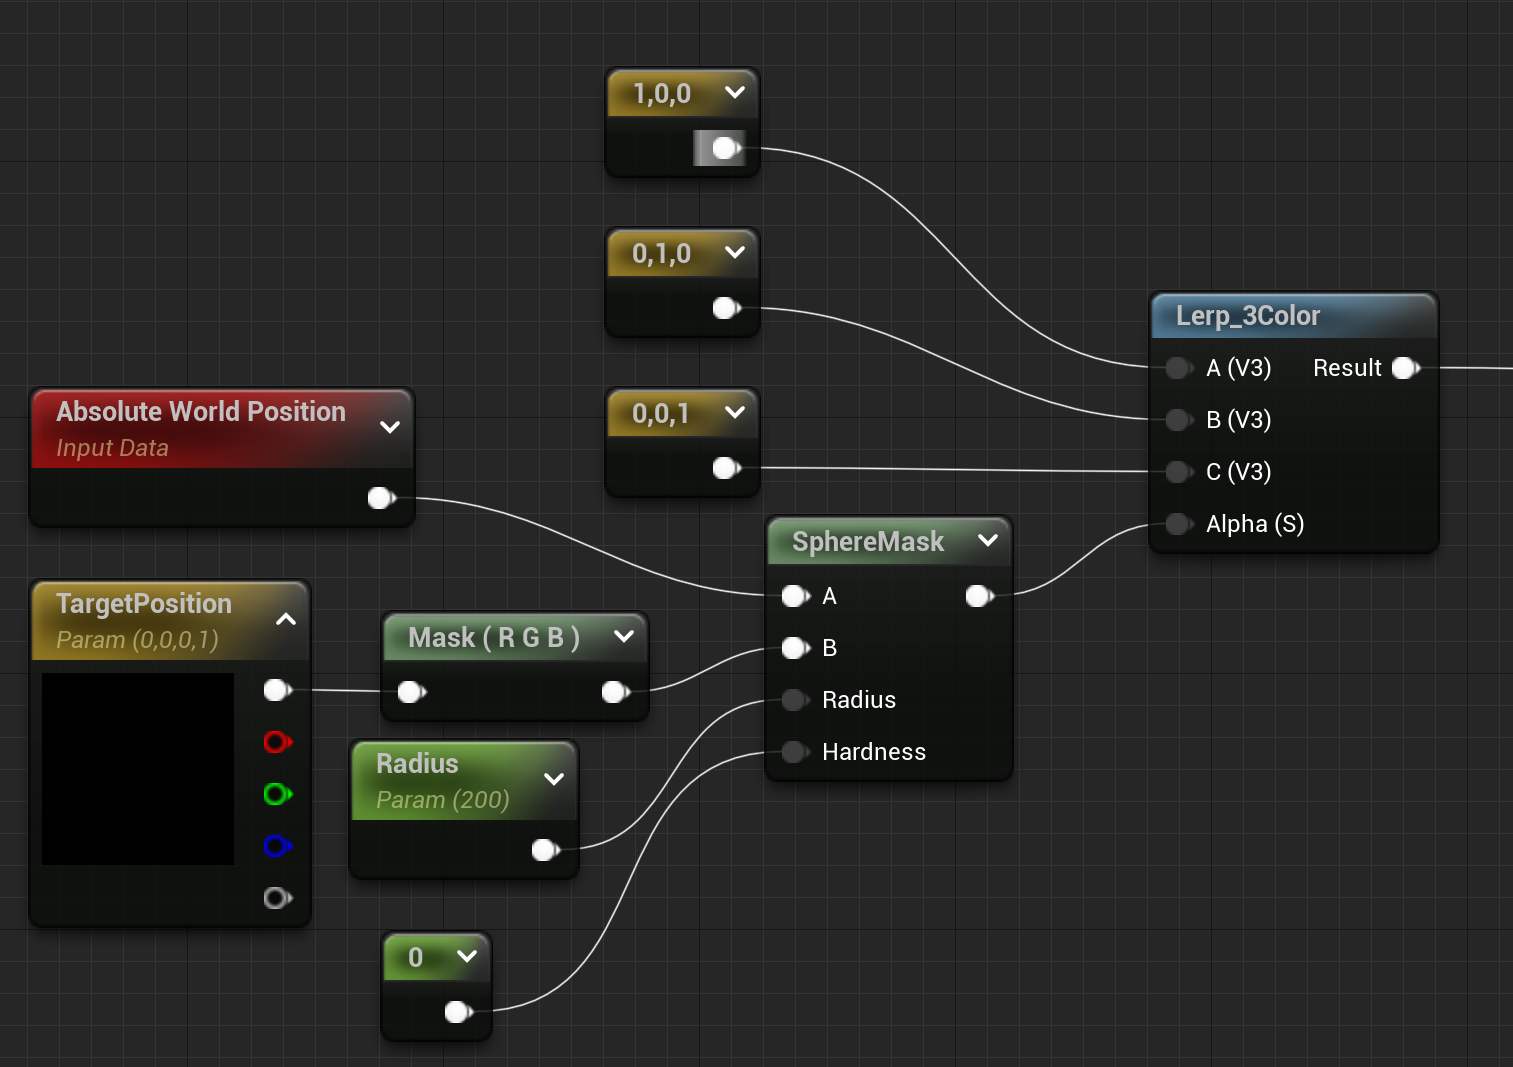 1,0,0
0,1,0
0,0,1
Absolute World Position
Input Data
TargetPosition
Param (0,0,0,1)
Mask ( R G B )
Radius
Param (200)
0
SphereMask
A
B
Radius
Hardness
Lerp_3Color
A (V3) Result
B (V3)
C (V3)
Alpha (S)